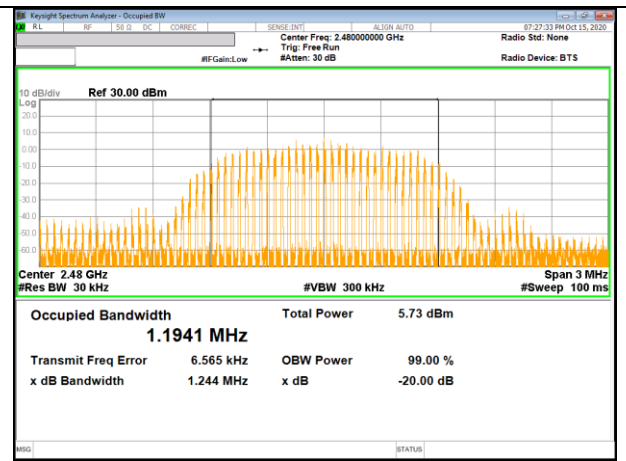 Keysight Spectrum Analyzer - Occupied BW
RL RF 50 Ω DC CORREC SENSE:INT ALIGN AUTO 07:27:33 PM Oct 15, 2020
Center Freq: 2.480000000 GHz Radio Std: None
Trig: Free Run
#IFGain:Low #Atten: 30 dB Radio Device: BTS
10 dB/div Ref 30.00 dBm
Log
20.0
10.0
0.00
-10.0
-20.0
-30.0
-40.0
-50.0
-60.0
Center 2.48 GHz Span 3 MHz
#Res BW 30 kHz #VBW 300 kHz #Sweep 100 ms
Occupied Bandwidth Total Power 5.73 dBm
1.1941 MHz
Transmit Freq Error 6.565 kHz OBW Power 99.00 %
x dB Bandwidth 1.244 MHz x dB -20.00 dB
MSG STATUS